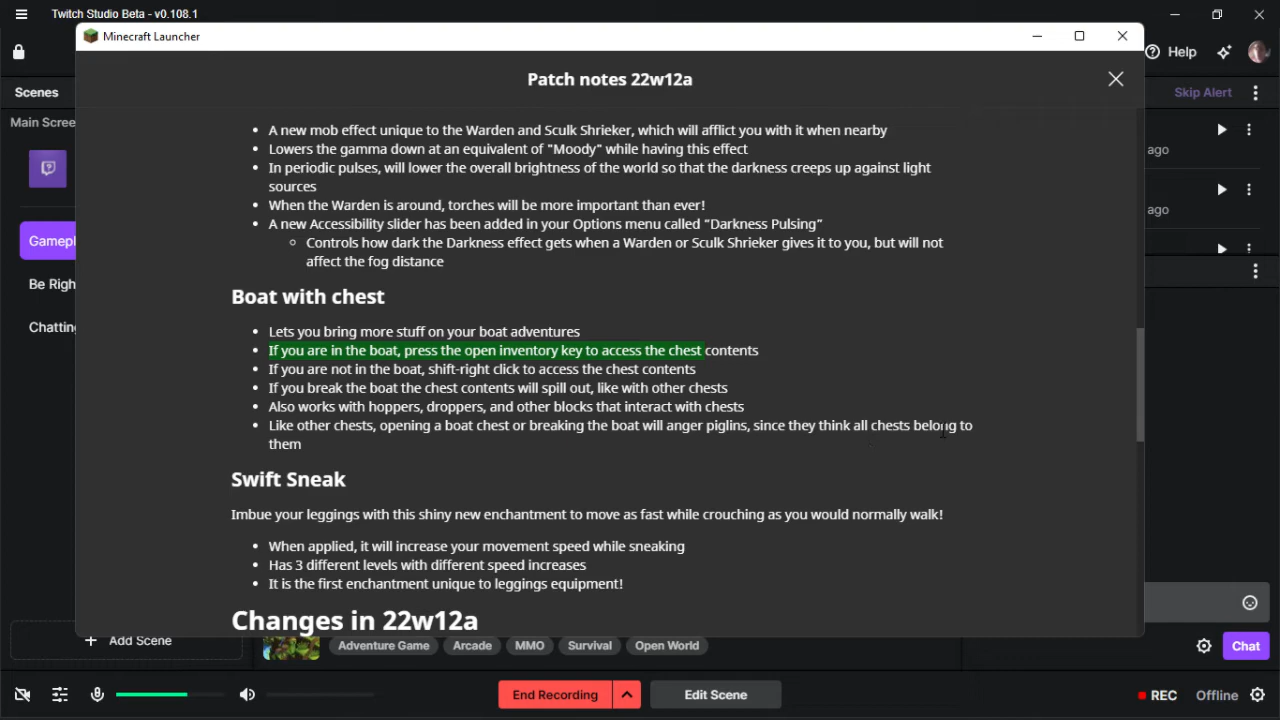 Twitch Studio Beta - v0.108.1
Minecraft Launcher
Help
Patch notes 22w12a
Scenes
Skip Alert
Main Scree
A new mob effect unique to the Warden and Sculk Shrieker, which will afflict you with it when nearby
Lowers the gamma down at an equivalent of "Moody" while having this effect
ago
In periodic pulses, will lower the overall brightness of the world so that the darkness creeps up against light
sources
When the Warden is around, torches will be more important than ever!
ago
A new Accessibility slider has been added in your Options menu called “Darkness Pulsing”
Gamepl
Controls how dark the Darkness effect gets when a Warden or Sculk Shrieker gives it to you, but will not
affect the fog distance
Be Righ
Boat with chest
Chatting
Lets you bring more stuff on your boat adventures
If you are in the boat, press the open inventory key to access the chest contents
If you are not in the boat, shift-right click to access the chest contents
If you break the boat the chest contents will spill out, like with other chests
Also works with hoppers, droppers, and other blocks that interact with chests
Like other chests, opening a boat chest or breaking the boat will anger piglins, since they think all chests belong to
them
Swift Sneak
Imbue your leggings with this shiny new enchantment to move as fast while crouching as you would normally walk!
When applied, it will increase your movement speed while sneaking
Has 3 different levels with different speed increases
It is the first enchantment unique to leggings equipment!
Changes in 22w12a
+ Add Scene
Adventure Game Arcade MMO Survival Open World
Chat
End Recording
Edit Scene
REC Offline